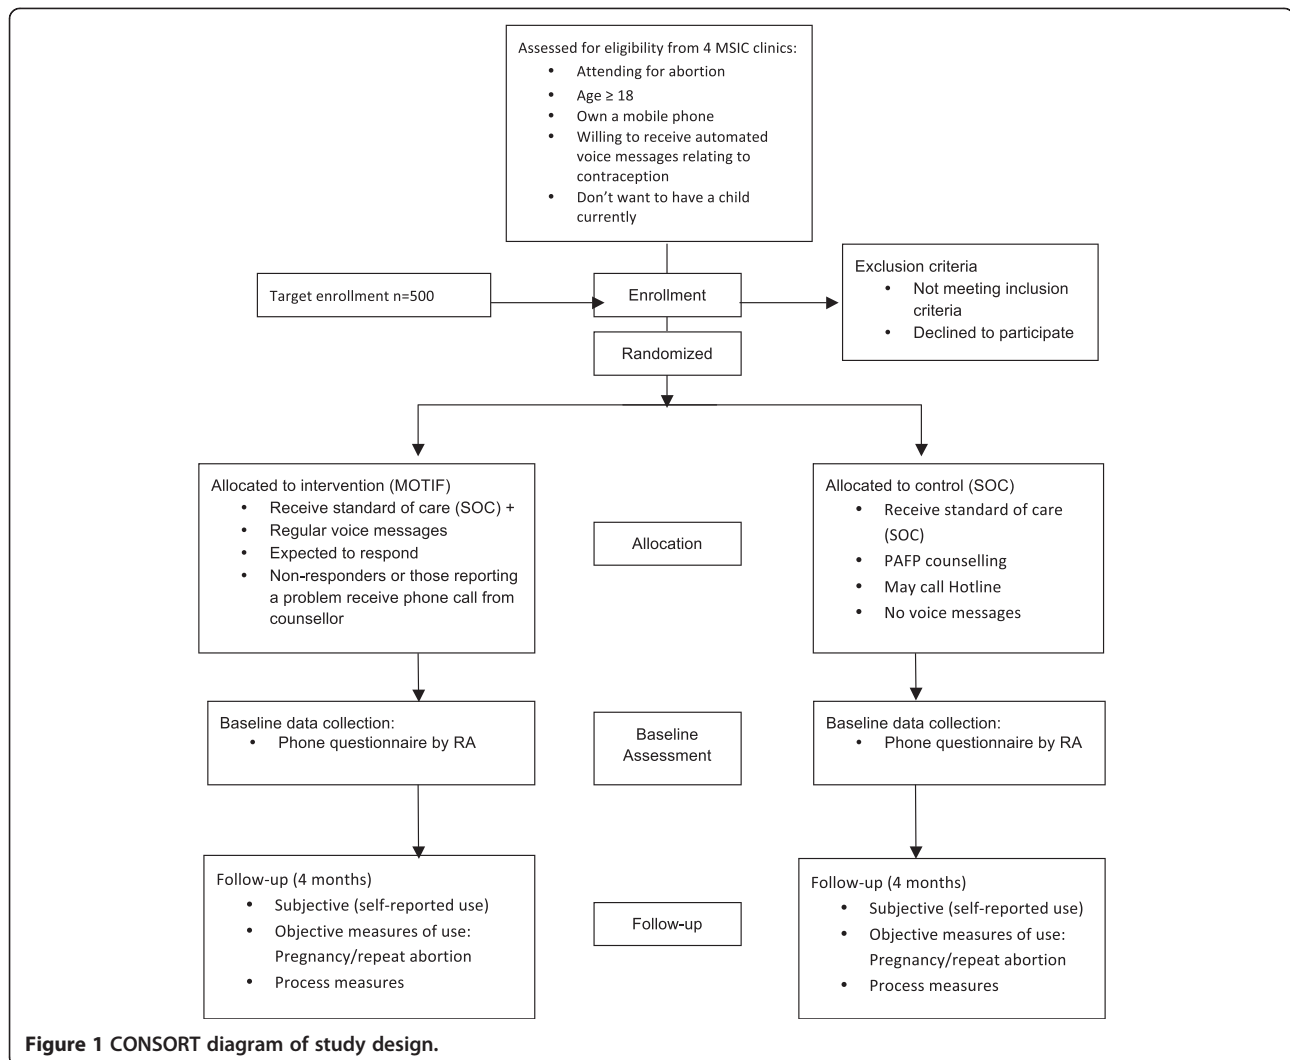 Assessed for eligibility from 4 MSIC clinics:
• Attending for abortion
• Age ≥ 18
• Own a mobile phone
• Willing to receive automated
voice messages relating to
contraception
• Don't want to have a child
currently
Target enrollment n=500
Enrollment
Exclusion criteria
• Not meeting inclusion
criteria
• Declined to participate
Randomized
Allocated to intervention (MOTIF)
• Receive standard of care (SOC) +
• Regular voice messages
• Expected to respond
• Non-responders or those reporting
a problem receive phone call from
counsellor
Allocation
Allocated to control (SOC)
• Receive standard of care
(SOC)
• PAFP counselling
• May call Hotline
• No voice messages
Baseline data collection:
• Phone questionnaire by RA
Baseline
Assessment
Baseline data collection:
• Phone questionnaire by RA
Follow-up (4 months)
• Subjective (self-reported use)
• Objective measures of use:
Pregnancy/repeat abortion
• Process measures
Follow-up
Follow-up (4 months)
• Subjective (self-reported use)
• Objective measures of use:
Pregnancy/repeat abortion
• Process measures
Figure 1 CONSORT diagram of study design.